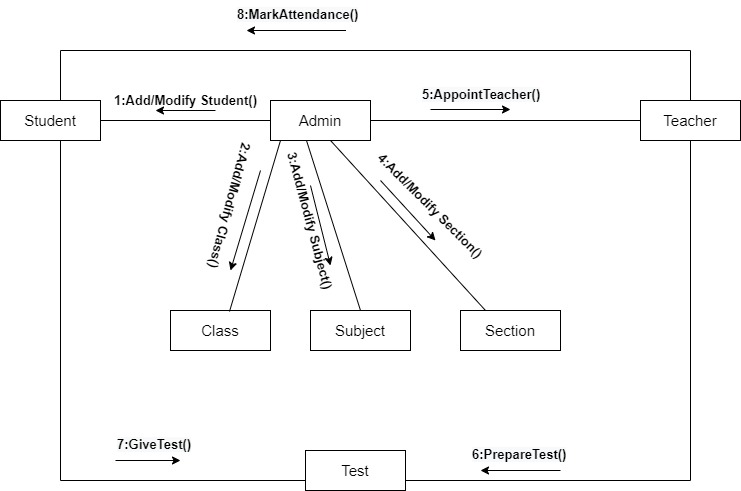 8:MarkAttendance()
1:Add/Modify Student()
5:AppointTeacher()
Student
Admin
Teacher
2:Add/Modify Class()
3:Add/Modify Subject()
4:Add/Modify Section()
Class
Subject
Section
7:GiveTest()
6:PrepareTest()
Test